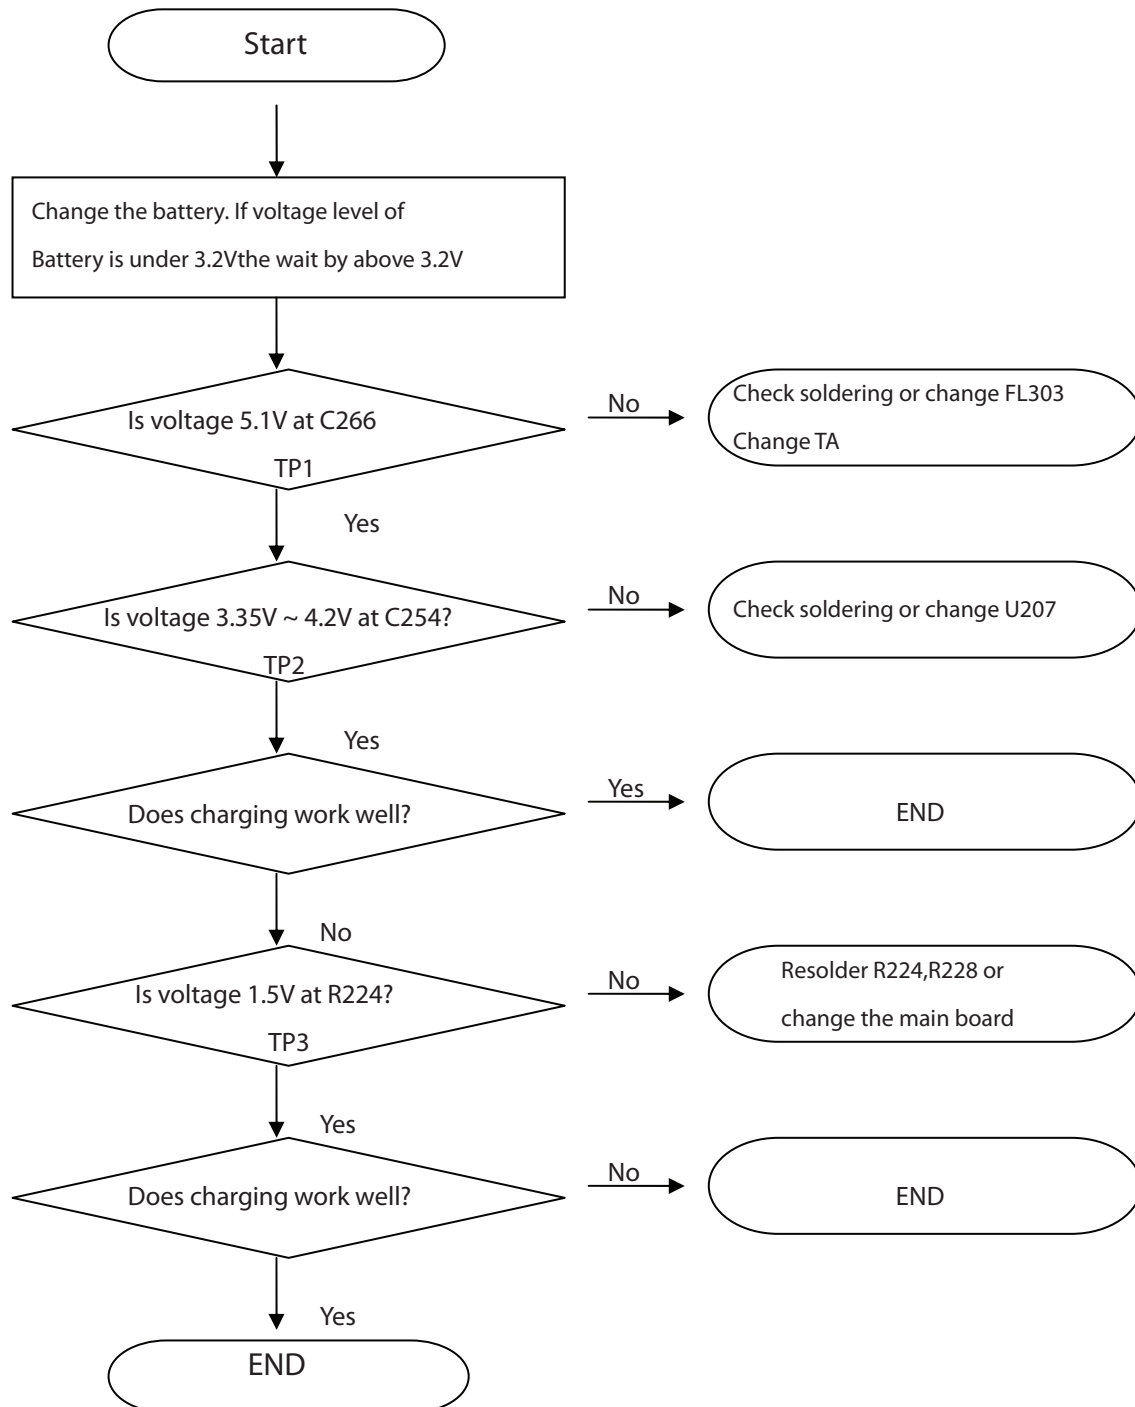 Start
Change the battery. If voltage level of
Battery is under 3.2Vthe wait by above 3.2V
Is voltage 5.1V at C266
TP1
No
Check soldering or change FL303
Change TA
Yes
Is voltage 3.35V ~ 4.2V at C254?
TP2
No
Check soldering or change U207
Yes
Does charging work well?
Yes
END
No
Is voltage 1.5V at R224?
TP3
No
Resolder R224,R228 or
change the main board
Yes
Does charging work well?
No
END
Yes
END